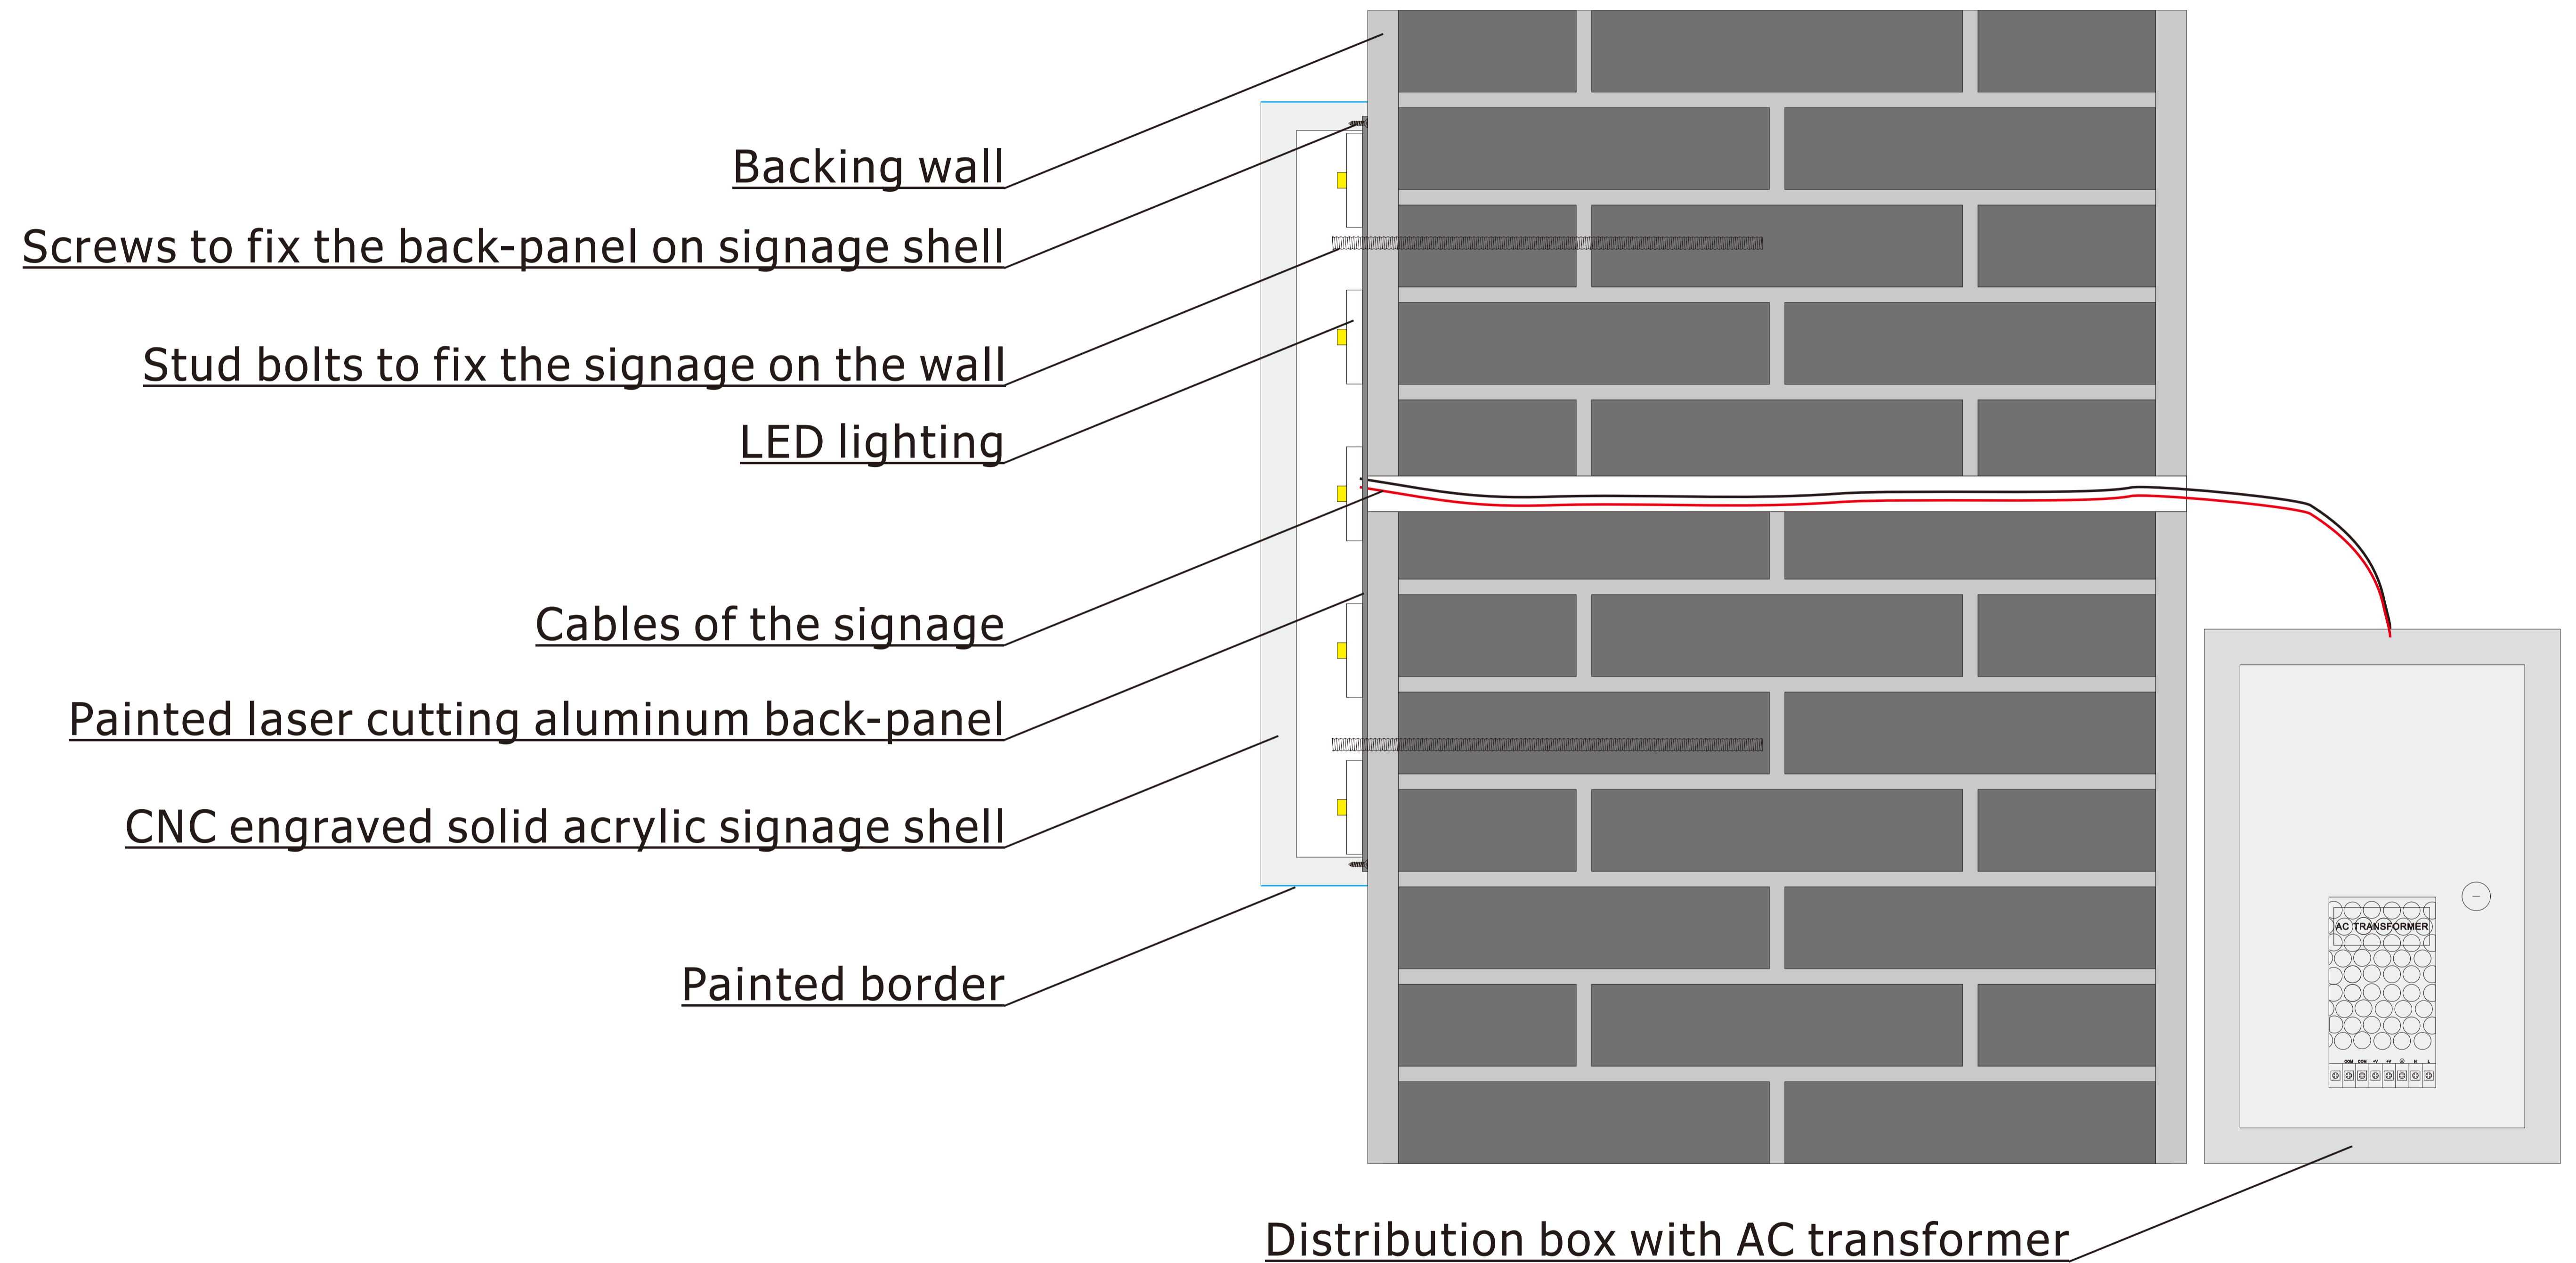 Backing wall
Screws to fix the back-panel on signage shell
Stud bolts to fix the signage on the wall
LED lighting
Cables of the signage
Painted laser cutting aluminum back-panel
CNC engraved solid acrylic signage shell
Painted border
AC TRANSFORMER
COM COM +V +V N L
Distribution box with AC transformer